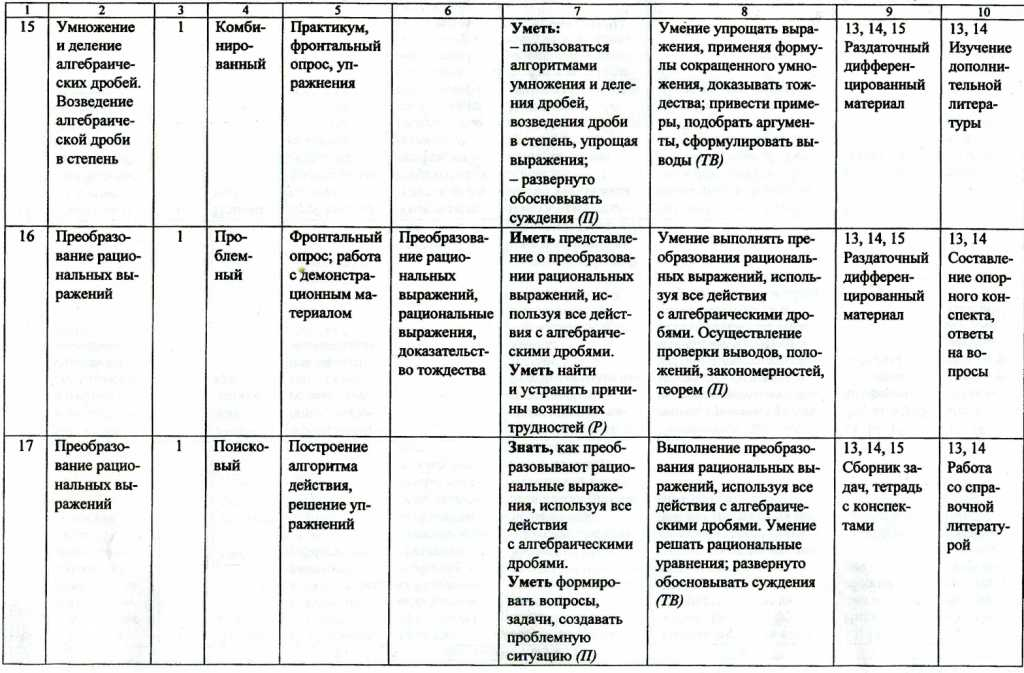 1 2 3 4 5 6 7 8 9 10
15
Умножение
и деление
алгебраиче-
ских дробей.
Возведение
алгебраиче-
ской дроби
в степень
1
Комби-
ниро-
ванный
Практикум,
фронтальный
опрос, уп-
ражнения
Уметь:
– пользоваться
алгоритмами
умножения и деле-
ния дробей,
возведения дроби
в степень, упрощая
выражения;
– развернуто
обосновывать
суждения (П)
Умение упрощать выра-
жения, применяя форму-
лы сокращенного умно-
жения, доказывать тож-
дества; привести приме-
ры, подобрать аргумен-
ты, сформулировать вы-
воды (ТВ)
13, 14, 15
Раздаточный
дифферен-
цированный
материал
13, 14
Изучение
дополни-
тельной
литера-
туры
16
Преобразо-
вание рацио-
нальных вы-
ражений
1
Про-
блем-
ный
Фронтальный
опрос; работа
с демонстра-
ционным ма-
териалом
Преобразова-
ние рацио-
нальных
выражений,
рациональные
выражения,
доказательст-
во тождества
Иметь представле-
ние о преобразова-
нии рациональных
выражений, ис-
пользуя все дейст-
вия с алгебраиче-
скими дробями.
Уметь найти
и устранить причи-
ны возникших
трудностей (Р)
Умение выполнять пре-
образования рациональ-
ных выражений, исполь-
зуя все действия
с алгебраическими дро-
бями. Осуществление
проверки выводов, поло-
жений, закономерностей,
теорем (П)
13, 14, 15
Раздаточный
дифферен-
цированный
материал
13, 14
Составле-
ние опор-
ного кон-
спекта,
ответы
на во-
просы
17
Преобразо-
вание рацио-
нальных вы-
ражений
1
Поиско-
вый
Построение
алгоритма
действия,
решение уп-
ражнений
Знать, как преоб-
разовывают рацио-
нальные выраже-
ния, используя все
действия
с алгебраическими
дробями.
Уметь формиро-
вать вопросы,
задачи, создавать
проблемную
ситуацию (П)
Выполнение преобразо-
вания рациональных вы-
ражений, используя все
действия с алгебраиче-
скими дробями. Умение
решать рациональные
уравнения; развернуто
обосновывать суждения
(ТВ)
13, 14, 15
Сборник за-
дач, тетрадь
с конспек-
тами
13, 14
Работа
со спра-
вочной
литерату-
рой